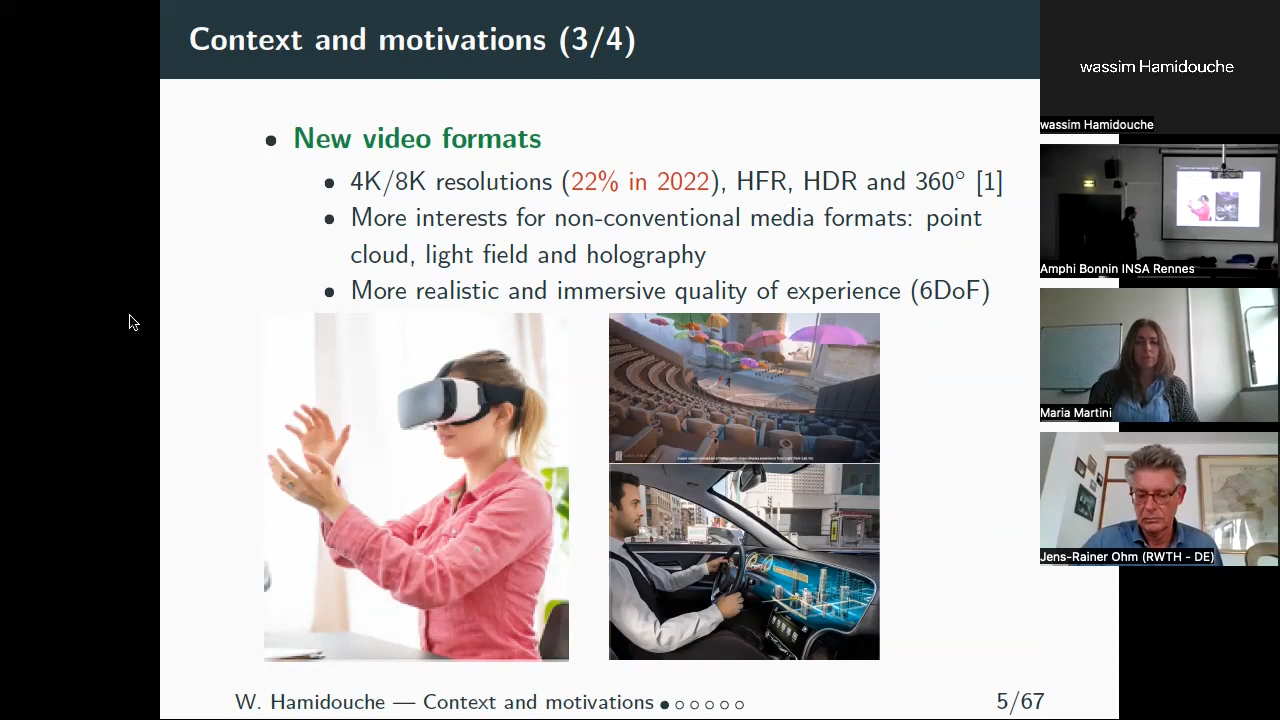 Context and motivations (3/4)
New video formats
4K/8K resolutions (22% in 2022), HFR, HDR and 360° [1]
More interests for non-conventional media formats: point
cloud, light field and holography
More realistic and immersive quality of experience (6DoF)
W. Hamidouche — Context and motivations
5/67
wassim Hamidouche
wassim Hamidouche
Amphi Bonnin INSA Rennes
Maria Martini
Jens-Rainer Ohm (RWTH - DE)